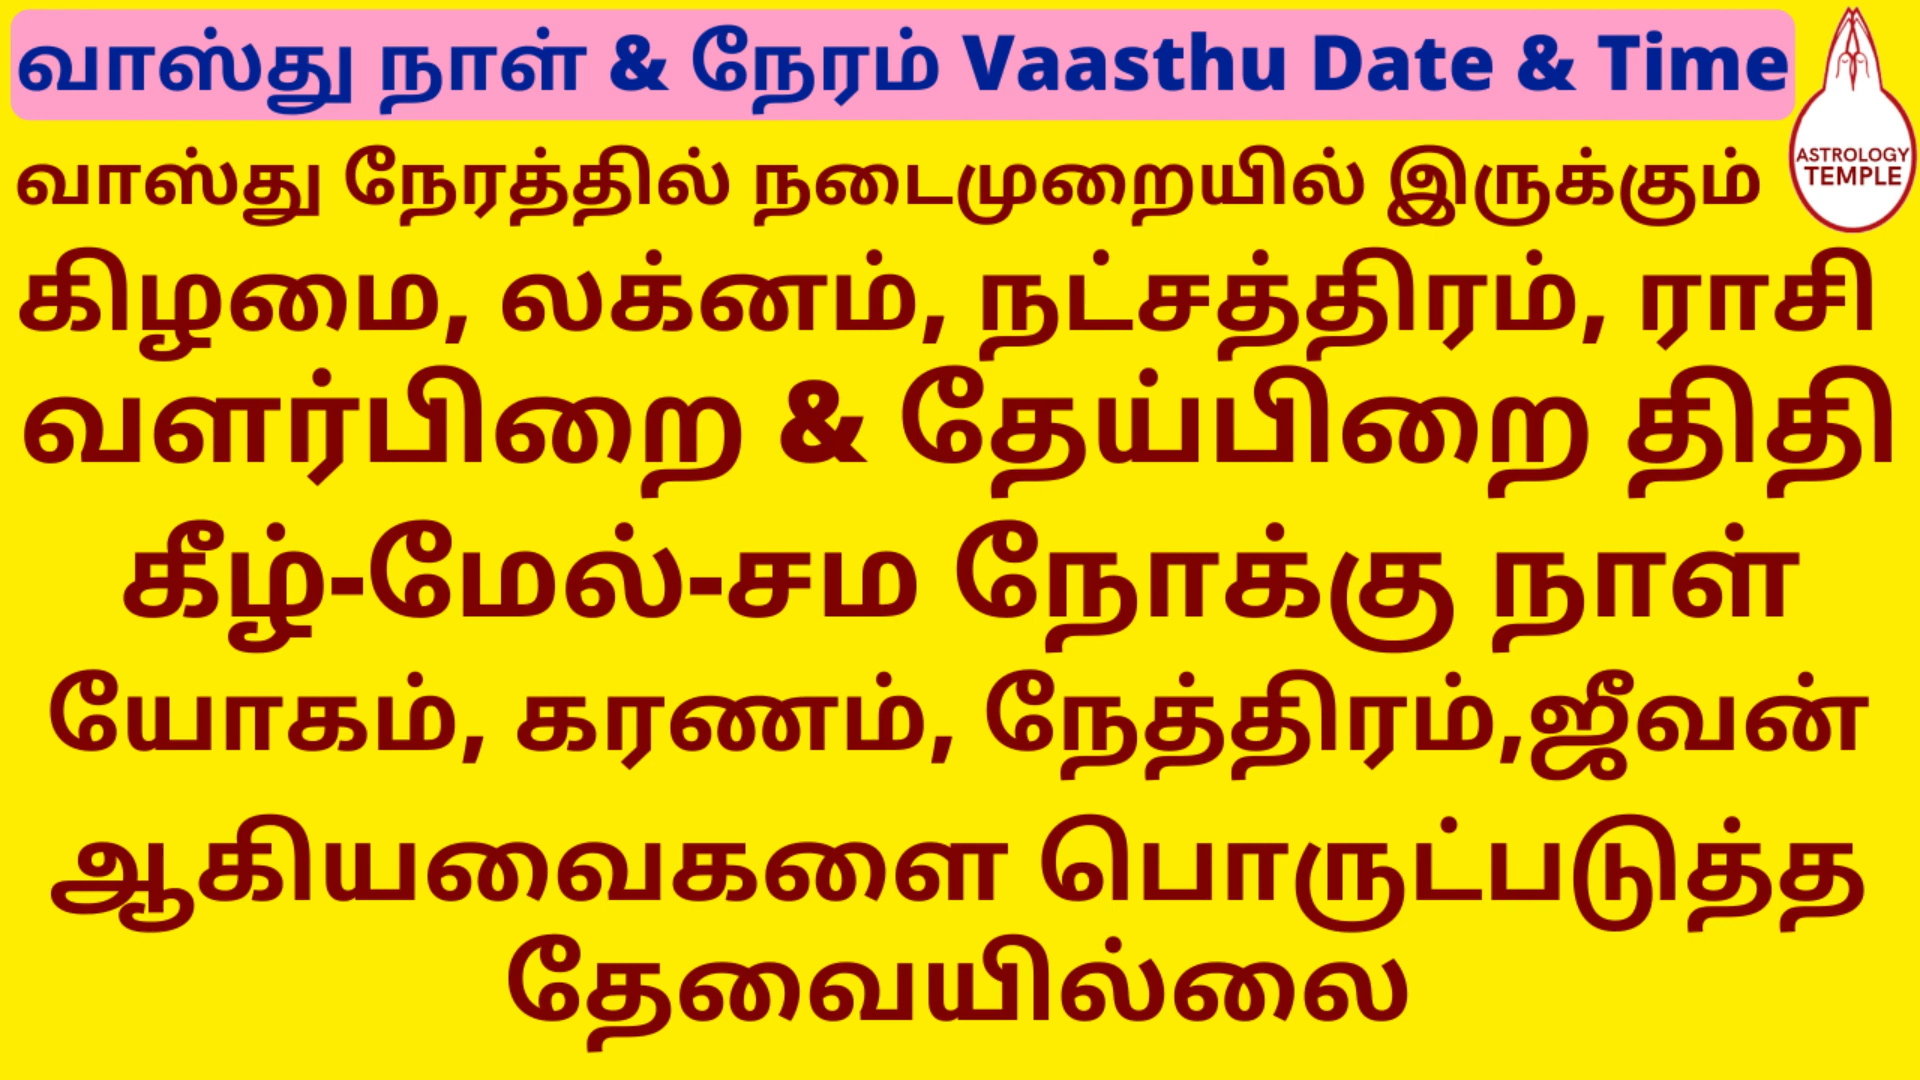 வாஸ்து நாள் & நேரம் Vaasthu Date & Time
ASTROLOGY
TEMPLE
வாஸ்து நேரத்தில் நடைமுறையில் இருக்கும்
கிழமை, லக்னம், நட்சத்திரம், ராசி
வளர்பிறை & தேய்பிறை திதி
கீழ்-மேல்-சம நோக்கு நாள்
யோகம், கரணம், நேத்திரம்,ஜீவன்
ஆகியவைகளை பொருட்படுத்த
தேவையில்லை